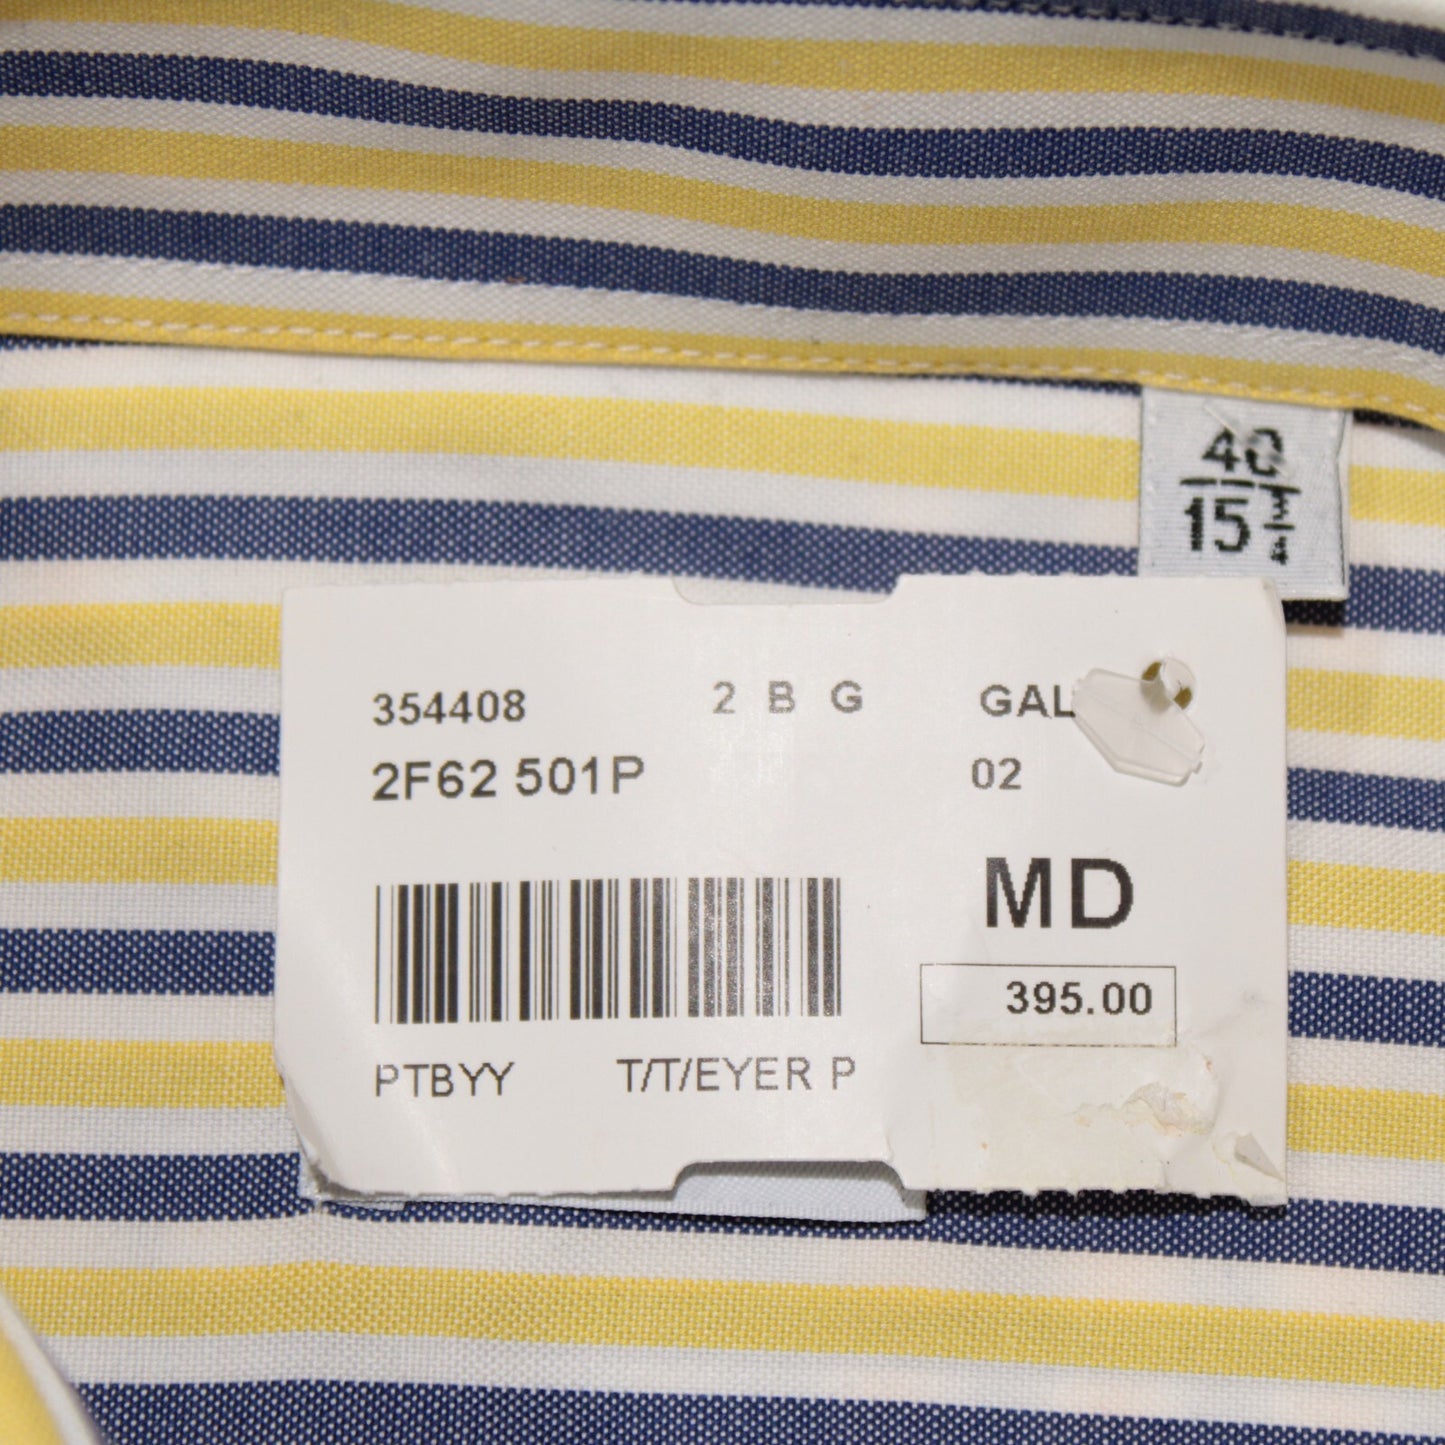 40
15 3/4
354408 2 B G GAL
2F62 501P 02
MD
395.00
PTBYY T/T/EYER P